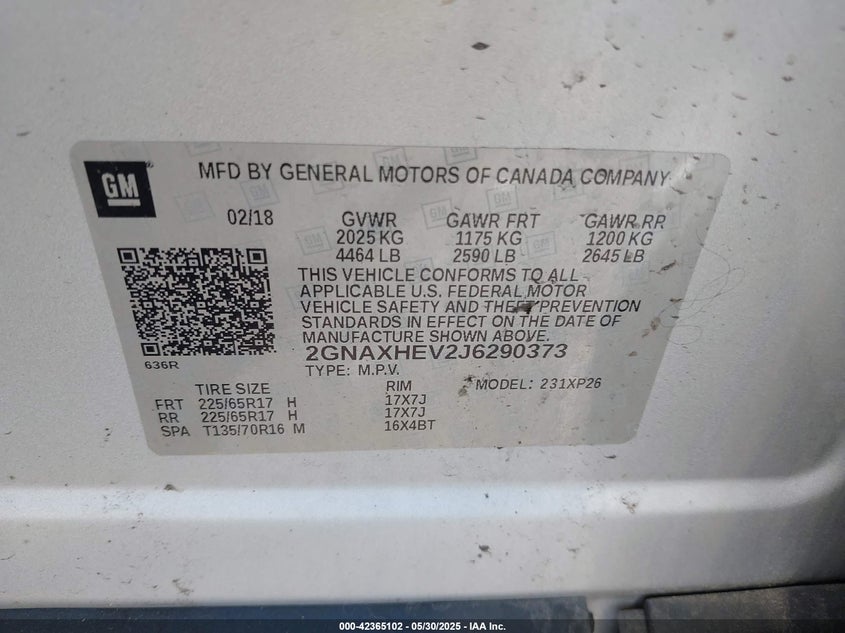 GM
MFD BY GENERAL MOTORS OF CANADA COMPANY
02/18 GVWR GAWR FRT GAWR RR
2025 KG 1175 KG 1200 KG
4464 LB 2590 LB 2645 LB
THIS VEHICLE CONFORMS TO ALL
APPLICABLE U.S. FEDERAL MOTOR
VEHICLE SAFETY AND THEFT PREVENTION
STANDARDS IN EFFECT ON THE DATE OF
MANUFACTURE SHOWN ABOVE.
2GNAXHEV2J6290373
636R
TYPE: M.P.V. MODEL: 231XP26
TIRE SIZE RIM
FRT 225/65R17 H 17X7J
RR 225/65R17 H 17X7J
SPA T135/70R16 M 16X4BT
000-42365102 - 05/30/2025 - IAA Inc.